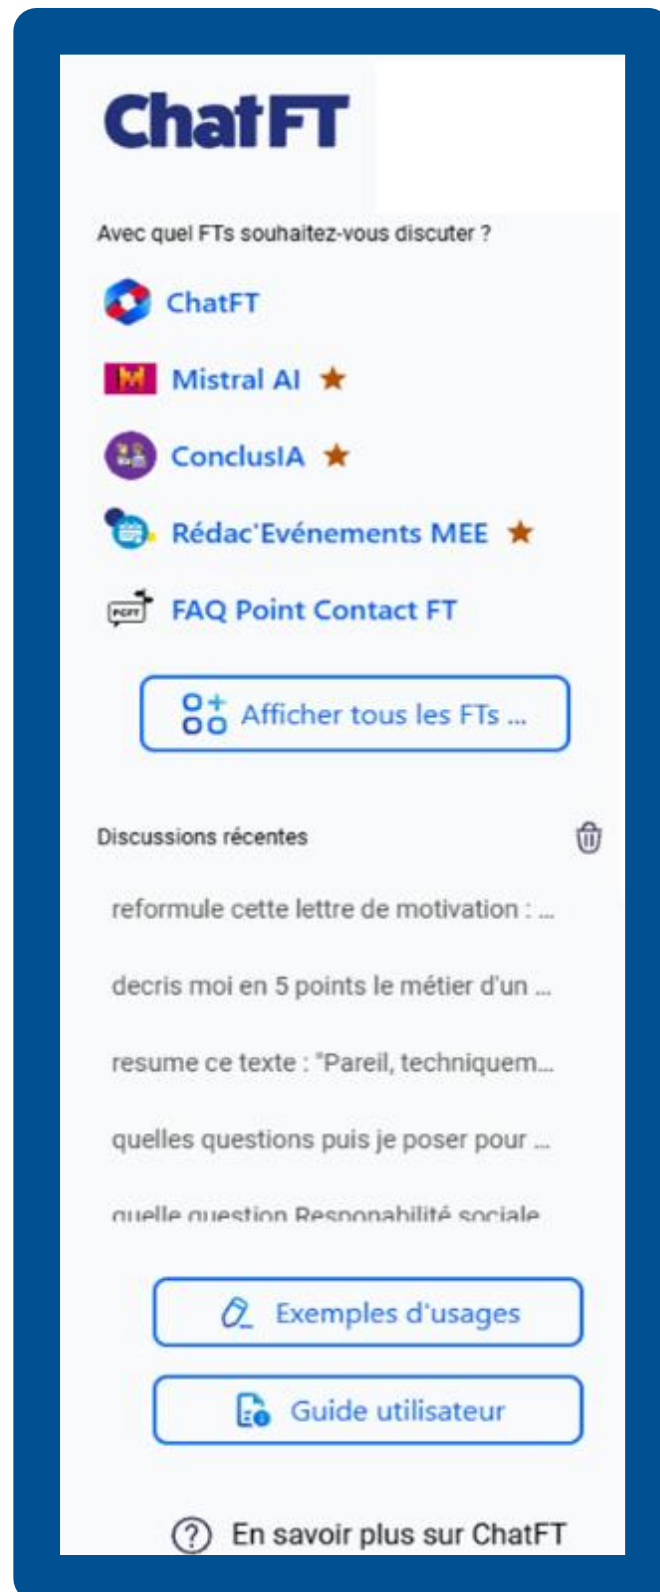 ChatFT
Avec quel FTs souhaitez-vous discuter ?
ChatFT
Mistral AI
ConclusIA
Rédac'Evénements MEE
PCFT
FAQ Point Contact FT
Afficher tous les FTs ...
Discussions récentes
reformule cette lettre de motivation : ...
decris moi en 5 points le métier d'un ...
resume ce texte : "Pareil, techniquem...
quelles questions puis je poser pour ...
quelle question Responabilité sociale
Exemples d'usages
Guide utilisateur
? En savoir plus sur ChatFT